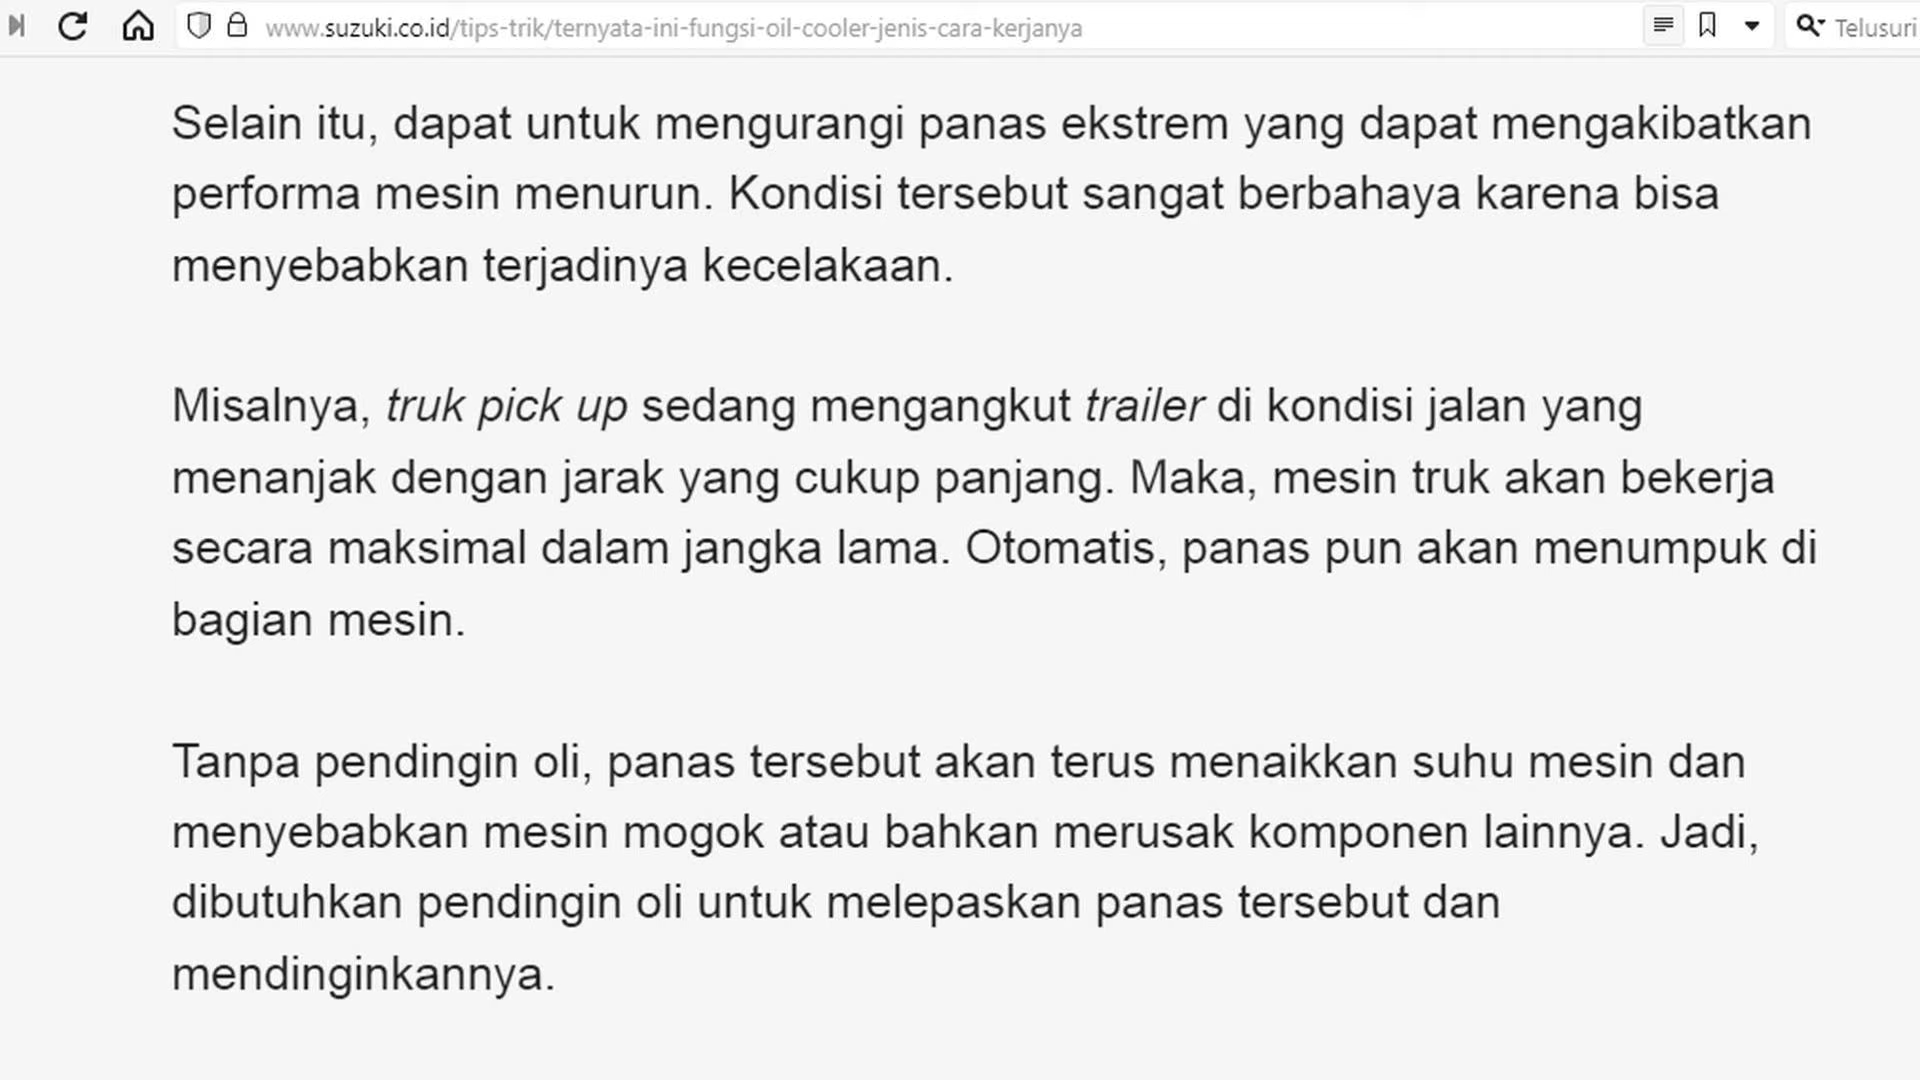 www.suzuki.co.id/tips-trik/ternyata-ini-fungsi-oil-cooler-jenis-cara-kerjanya
Telusuri
Selain itu, dapat untuk mengurangi panas ekstrem yang dapat mengakibatkan
performa mesin menurun. Kondisi tersebut sangat berbahaya karena bisa
menyebabkan terjadinya kecelakaan.
Misalnya, truk pick up sedang mengangkut trailer di kondisi jalan yang
menanjak dengan jarak yang cukup panjang. Maka, mesin truk akan bekerja
secara maksimal dalam jangka lama. Otomatis, panas pun akan menumpuk di
bagian mesin.
Tanpa pendingin oli, panas tersebut akan terus menaikkan suhu mesin dan
menyebabkan mesin mogok atau bahkan merusak komponen lainnya. Jadi,
dibutuhkan pendingin oli untuk melepaskan panas tersebut dan
mendinginkannya.